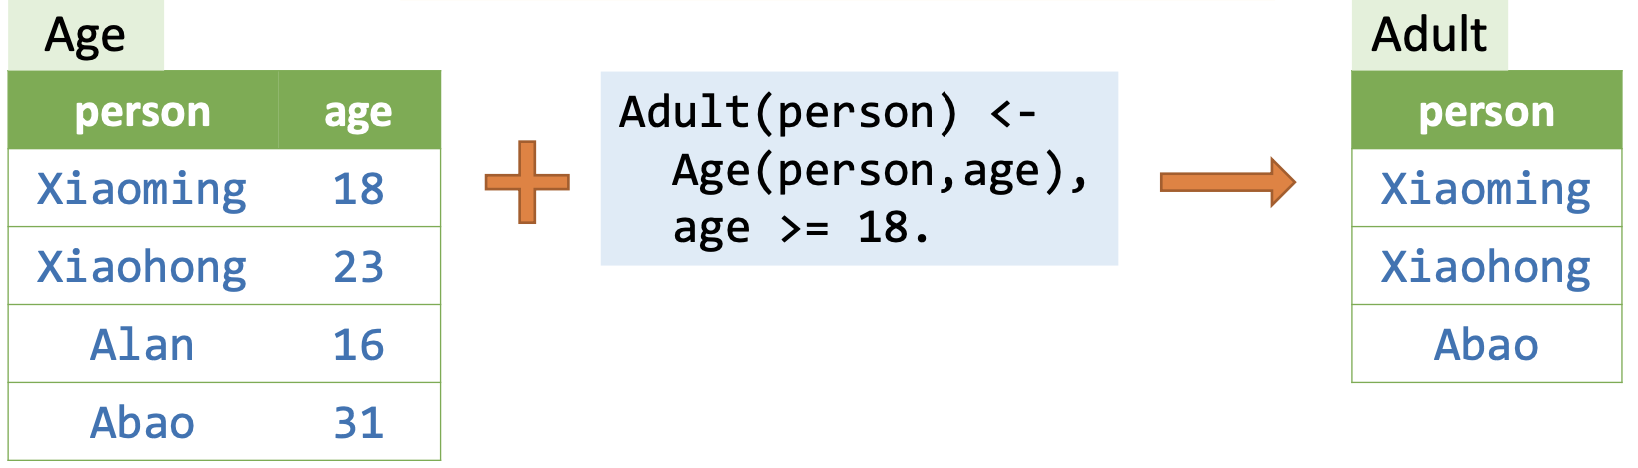 Age
person age
Xiaoming 18
Xiaohong 23
Alan 16
Abao 31
Adult(person) <-
Age(person,age),
age >= 18.
Adult
person
Xiaoming
Xiaohong
Abao